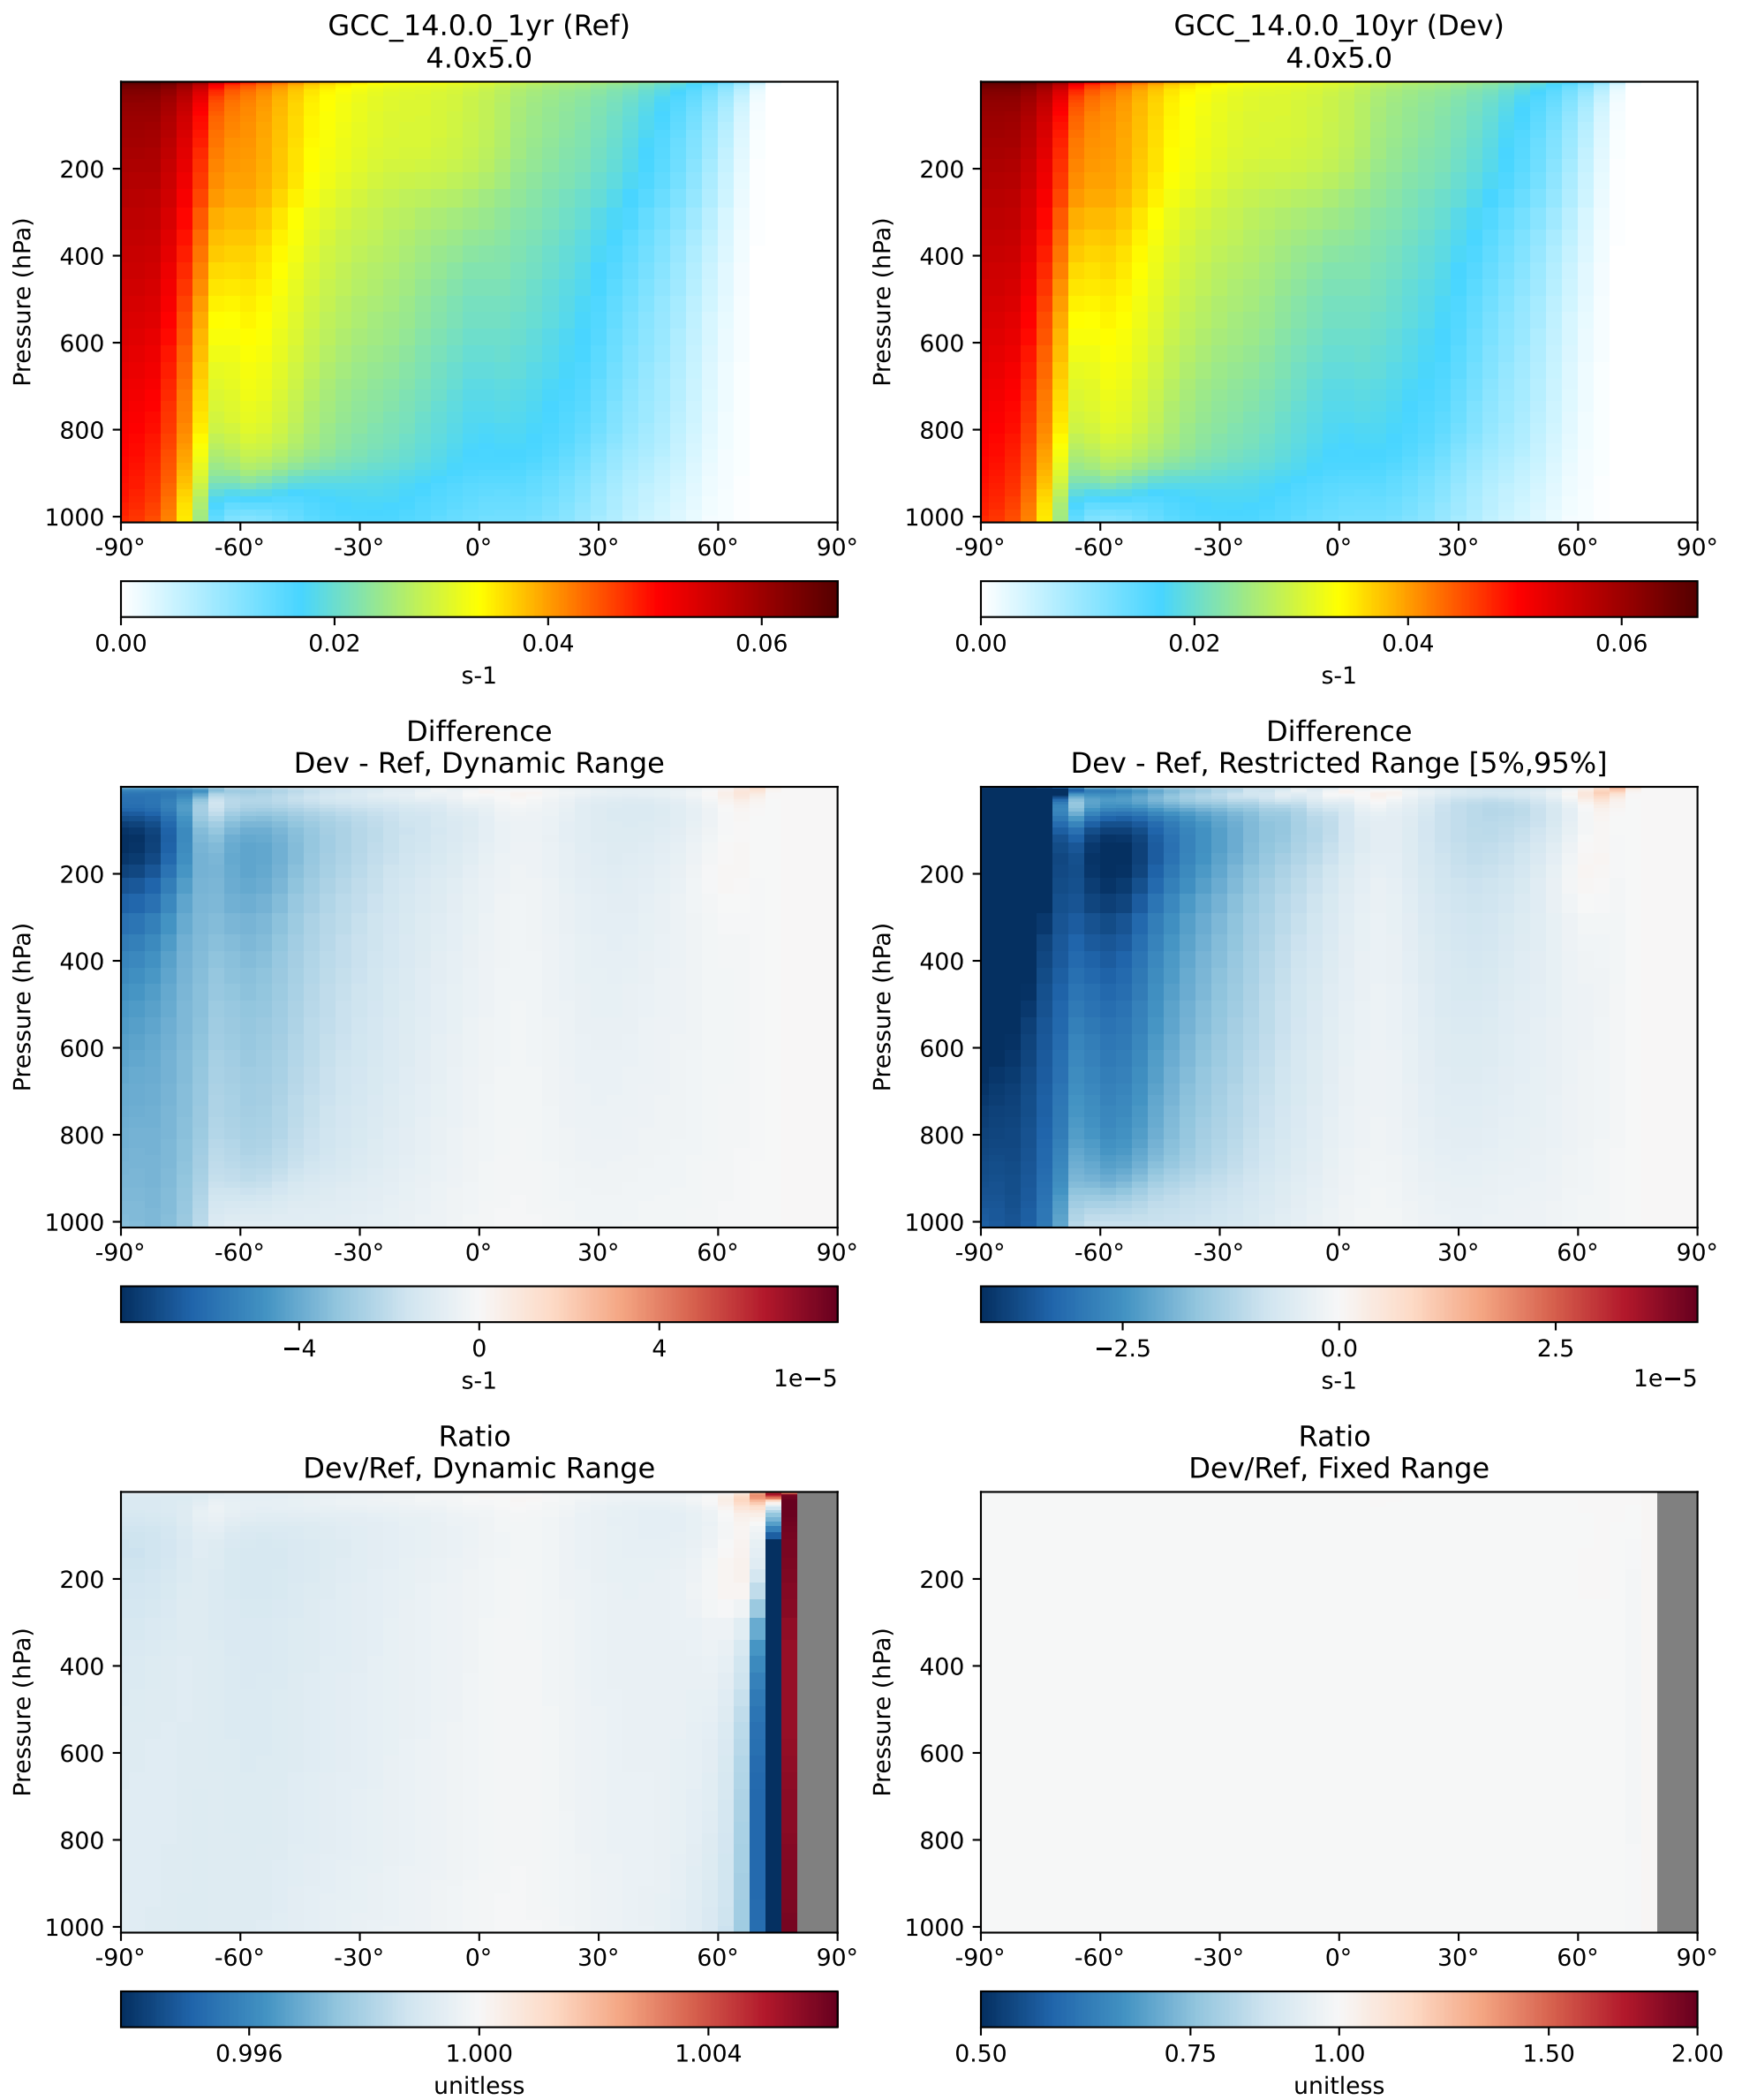 GCC_14.0.0_1yr (Ref)
4.0x5.0
GCC_14.0.0_10yr (Dev)
4.0x5.0
Pressure (hPa)
200
400
600
800
1000
-90° -60° -30° 0° 30° 60° 90°
0.00 0.02 0.04 0.06
s-1
Pressure (hPa)
200
400
600
800
1000
-90° -60° -30° 0° 30° 60° 90°
0.00 0.02 0.04 0.06
s-1
Difference
Dev - Ref, Dynamic Range
Pressure (hPa)
200
400
600
800
1000
-90° -60° -30° 0° 30° 60° 90°
−4 0 4
s-1
1e−5
Difference
Dev - Ref, Restricted Range [5%,95%]
Pressure (hPa)
200
400
600
800
1000
-90° -60° -30° 0° 30° 60° 90°
−2.5 0.0 2.5
s-1
1e−5
Ratio
Dev/Ref, Dynamic Range
Pressure (hPa)
200
400
600
800
1000
-90° -60° -30° 0° 30° 60° 90°
0.996 1.000 1.004
unitless
Ratio
Dev/Ref, Fixed Range
Pressure (hPa)
200
400
600
800
1000
-90° -60° -30° 0° 30° 60° 90°
0.50 0.75 1.00 1.50 2.00
unitless